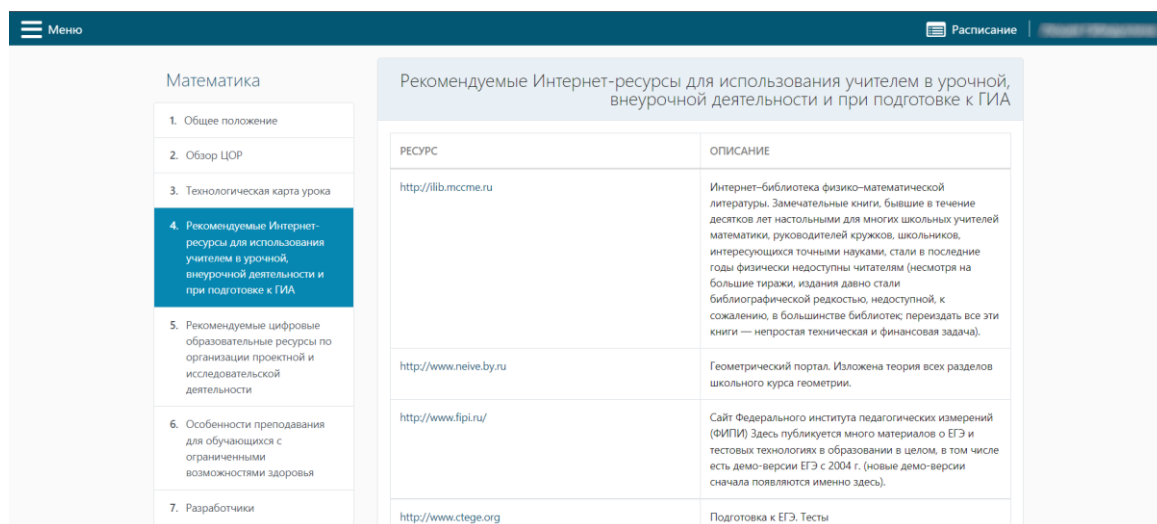 Меню
Расписание
Математика
1. Общее положение
2. Обзор ЦОР
3. Технологическая карта урока
4. Рекомендуемые Интернет-
ресурсы для использования
учителем в урочной,
внеурочной деятельности и
при подготовке к ГИА
5. Рекомендуемые цифровые
образовательные ресурсы по
организации проектной и
исследовательской
деятельности
6. Особенности преподавания
для обучающихся с
ограниченными
возможностями здоровья
7. Разработчики
Рекомендуемые Интернет-ресурсы для использования учителем в урочной,
внеурочной деятельности и при подготовке к ГИА
РЕСУРС
ОПИСАНИЕ
http://ilib.mccme.ru
Интернет–библиотека физико–математической
литературы. Замечательные книги, бывшие в течение
десятков лет настольными для многих школьных учителей
математики, руководителей кружков, школьников,
интересующихся точными науками, стали в последние
годы физически недоступны читателям (несмотря на
большие тиражи, издания давно стали
библиографической редкостью, недоступной, к
сожалению, в большинстве библиотек; переиздать все эти
книги — непростая техническая и финансовая задача).
http://www.neive.by.ru
Геометрический портал. Изложена теория всех разделов
школьного курса геометрии.
http://www.fipi.ru/
Сайт Федерального института педагогических измерений
(ФИПИ) Здесь публикуется много материалов о ЕГЭ и
тестовых технологиях в образовании в целом, в том числе
есть демо-версии ЕГЭ с 2004 г. (новые демо-версии
сначала появляются именно здесь).
http://www.ctege.org
Подготовка к ЕГЭ. Тесты